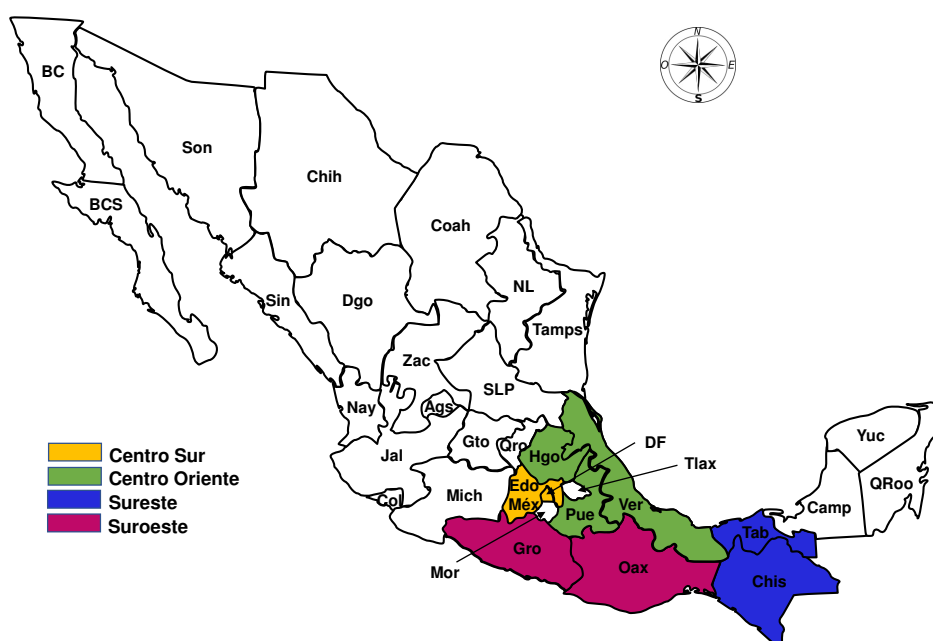 N
O
E
S
BC
Son
Chih
BCS
Coah
NL
Sin
Dgo
Tamps
Zac
SLP
Nay
Ags
Gto
Qro
Hgo
DF
Yuc
Jal
Tlax
Col
Mich
Edo
Méx
QRoo
Camp
Pue
Ver
Tab
Gro
Mor
Oax
Chis
Centro Sur
Centro Oriente
Sureste
Suroeste